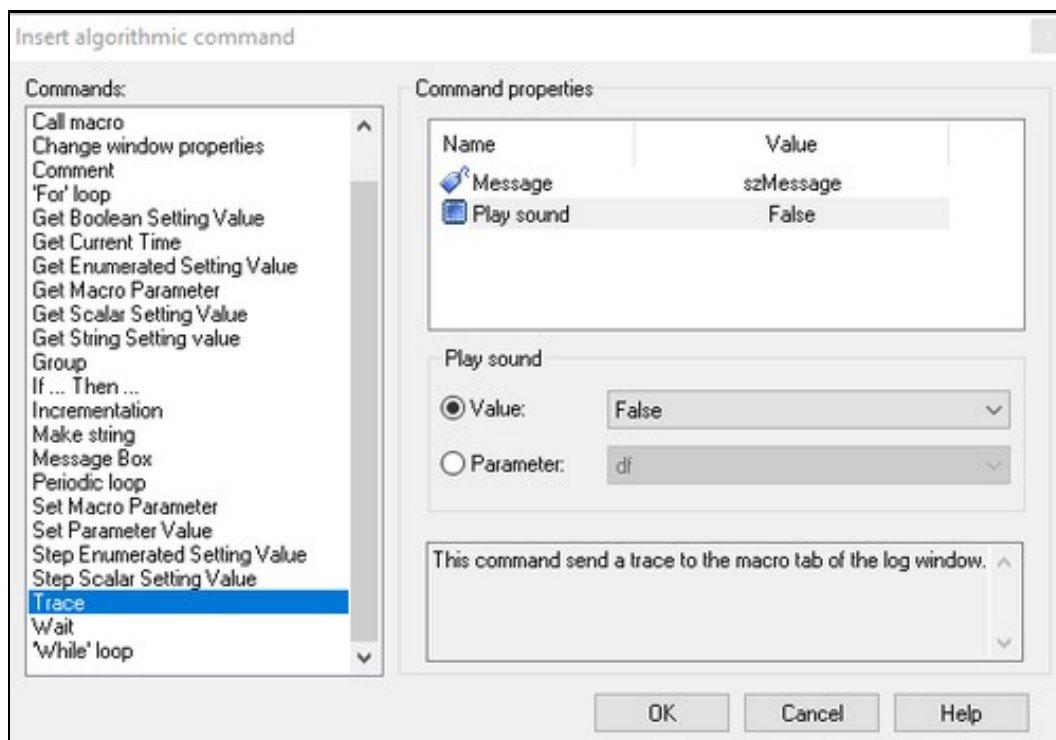 Insert algorithmic command
Commands:
Call macro
Change window properties
Comment
'For' loop
Get Boolean Setting Value
Get Current Time
Get Enumerated Setting Value
Get Macro Parameter
Get Scalar Setting Value
Get String Setting value
Group
If ... Then ...
Incrementation
Make string
Message Box
Periodic loop
Set Macro Parameter
Set Parameter Value
Step Enumerated Setting Value
Step Scalar Setting Value
Trace
Wait
'While' loop
Command properties
Name Value
Message szMessage
Play sound False
Play sound
Value: False
Parameter: df
This command send a trace to the macro tab of the log window.
OK Cancel Help